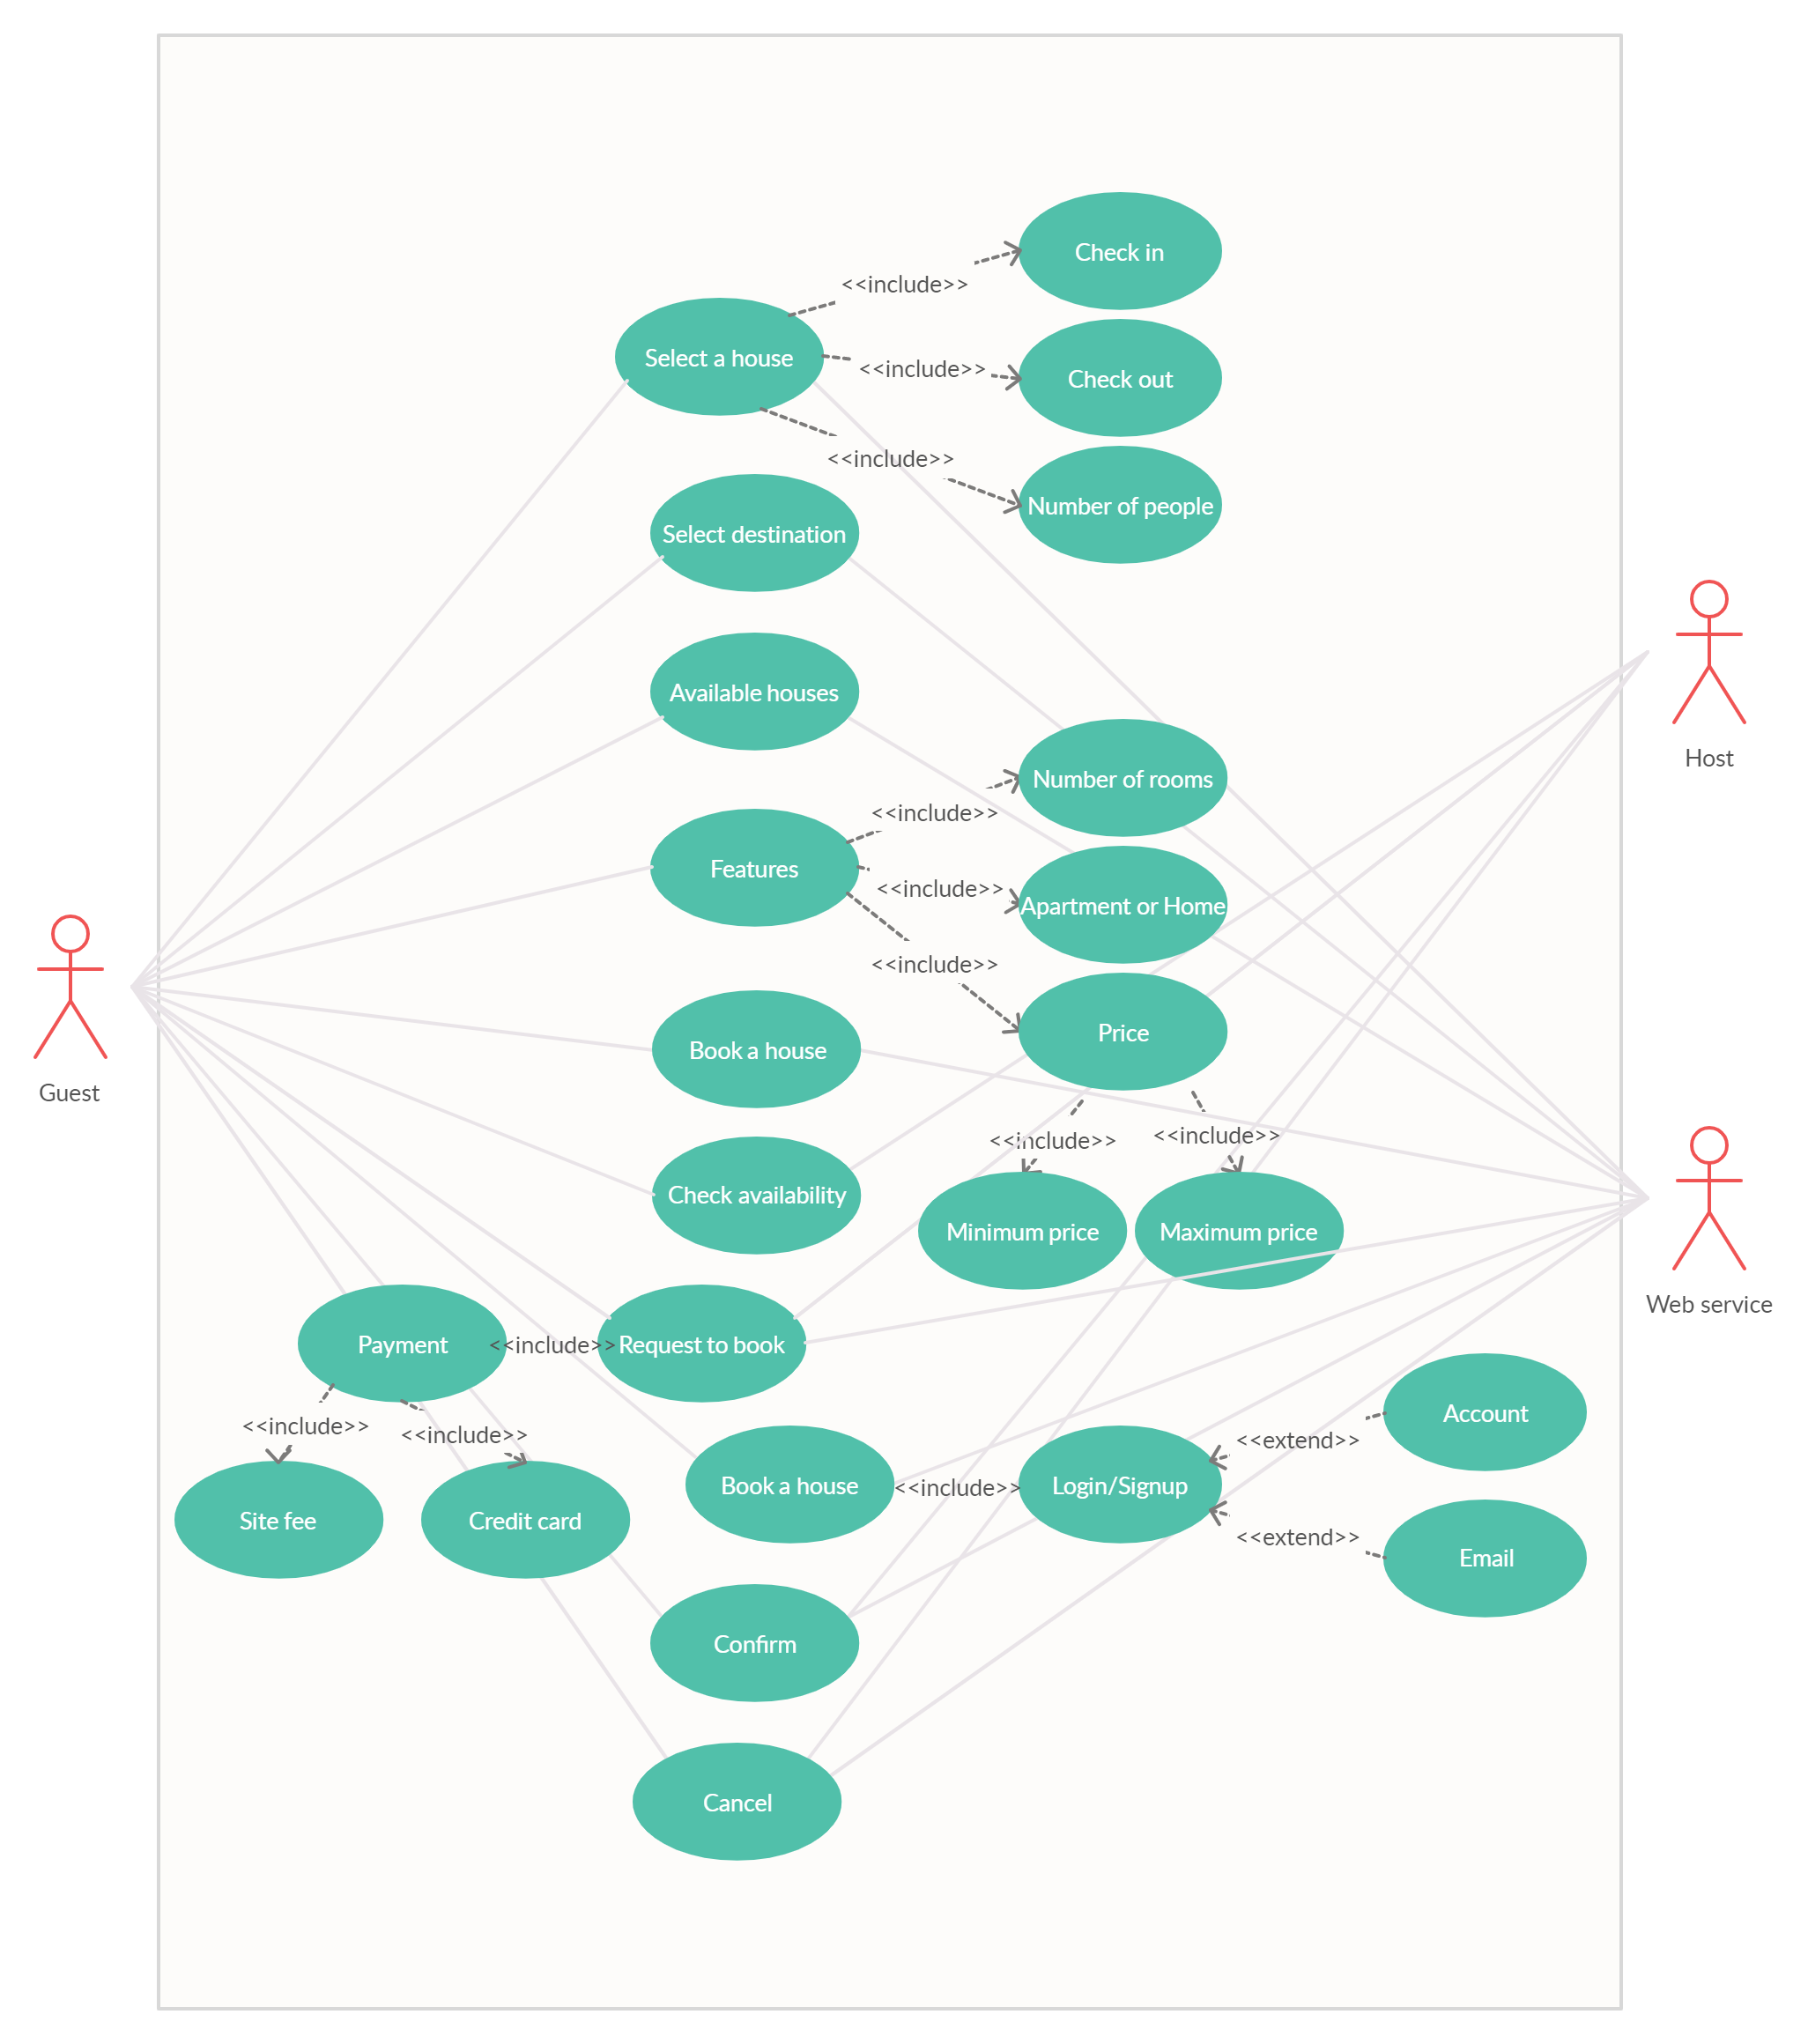 Check in
<<include>>
Select a house
<<include>>
Check out
<<include>>
Number of people
Select destination
Available houses
Host
Number of rooms
<<include>>
Features
<<include>>
Apartment or Home
<<include>>
Price
Book a house
Guest
<<include>>
<<include>>
Check availability
Minimum price
Maximum price
Web service
Payment
<<include>>
Request to book
<<include>>
<<include>>
Account
<<extend>>
Book a house
<<include>>
Login/Signup
Site fee
Credit card
<<extend>>
Email
Confirm
Cancel